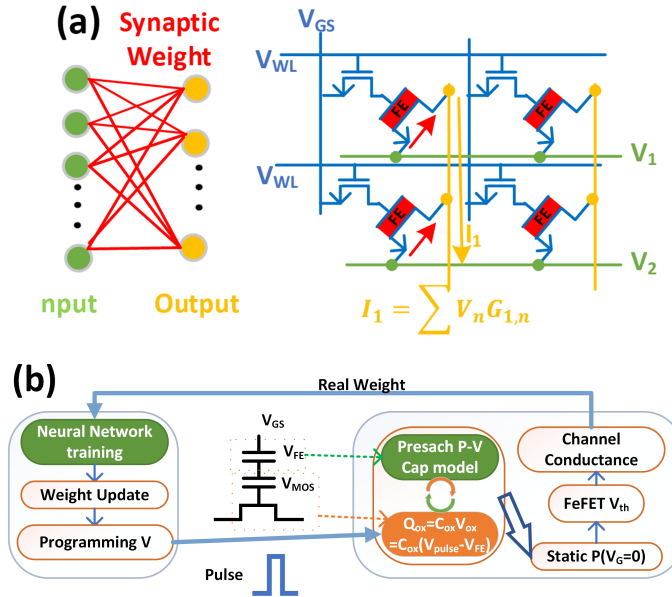 (a)
Synaptic
Weight
V_GS
V_WL
FE
FE
V_1
V_WL
FE
FE
I_1
V_2
nput
Output
I_1 = ∑ V_n G_{1,n}
(b)
Real Weight
Neural Network
training
Weight Update
Programming V
V_GS
V_FE
V_MOS
Pulse
Presach P-V
Cap model
Q_ox=C_oxV_ox
=C_ox(V_pulse-V_FE)
Channel
Conductance
FeFET V_th
Static P(V_G=0)